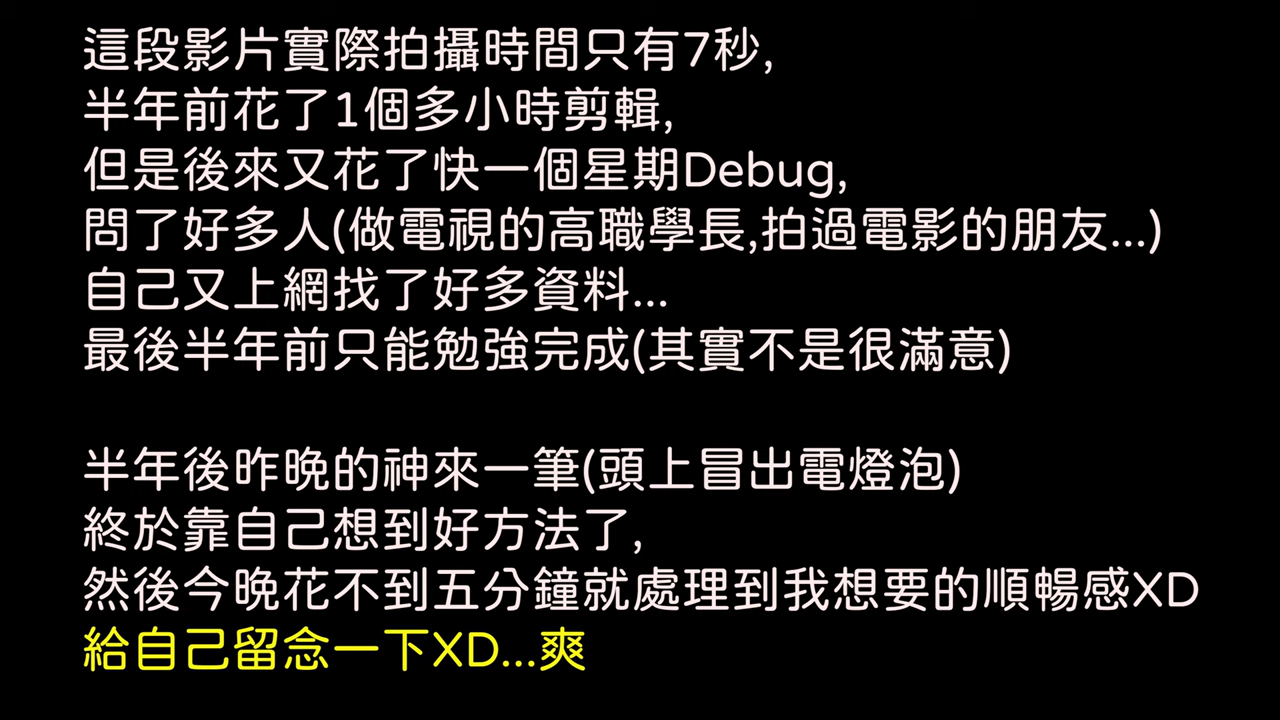 這段影片實際拍攝時間只有7秒,
半年前花了1個多小時剪輯,
但是後來又花了快一個星期Debug,
問了好多人(做電視的高職學長,拍過電影的朋友...)
自己又上網找了好多資料...
最後半年前只能勉強完成(其實不是很滿意)
半年後昨晚的神來一筆(頭上冒出電燈泡)
終於靠自己想到好方法了,
然後今晚花不到五分鐘就處理到我想要的順暢感XD
給自己留念一下XD...爽